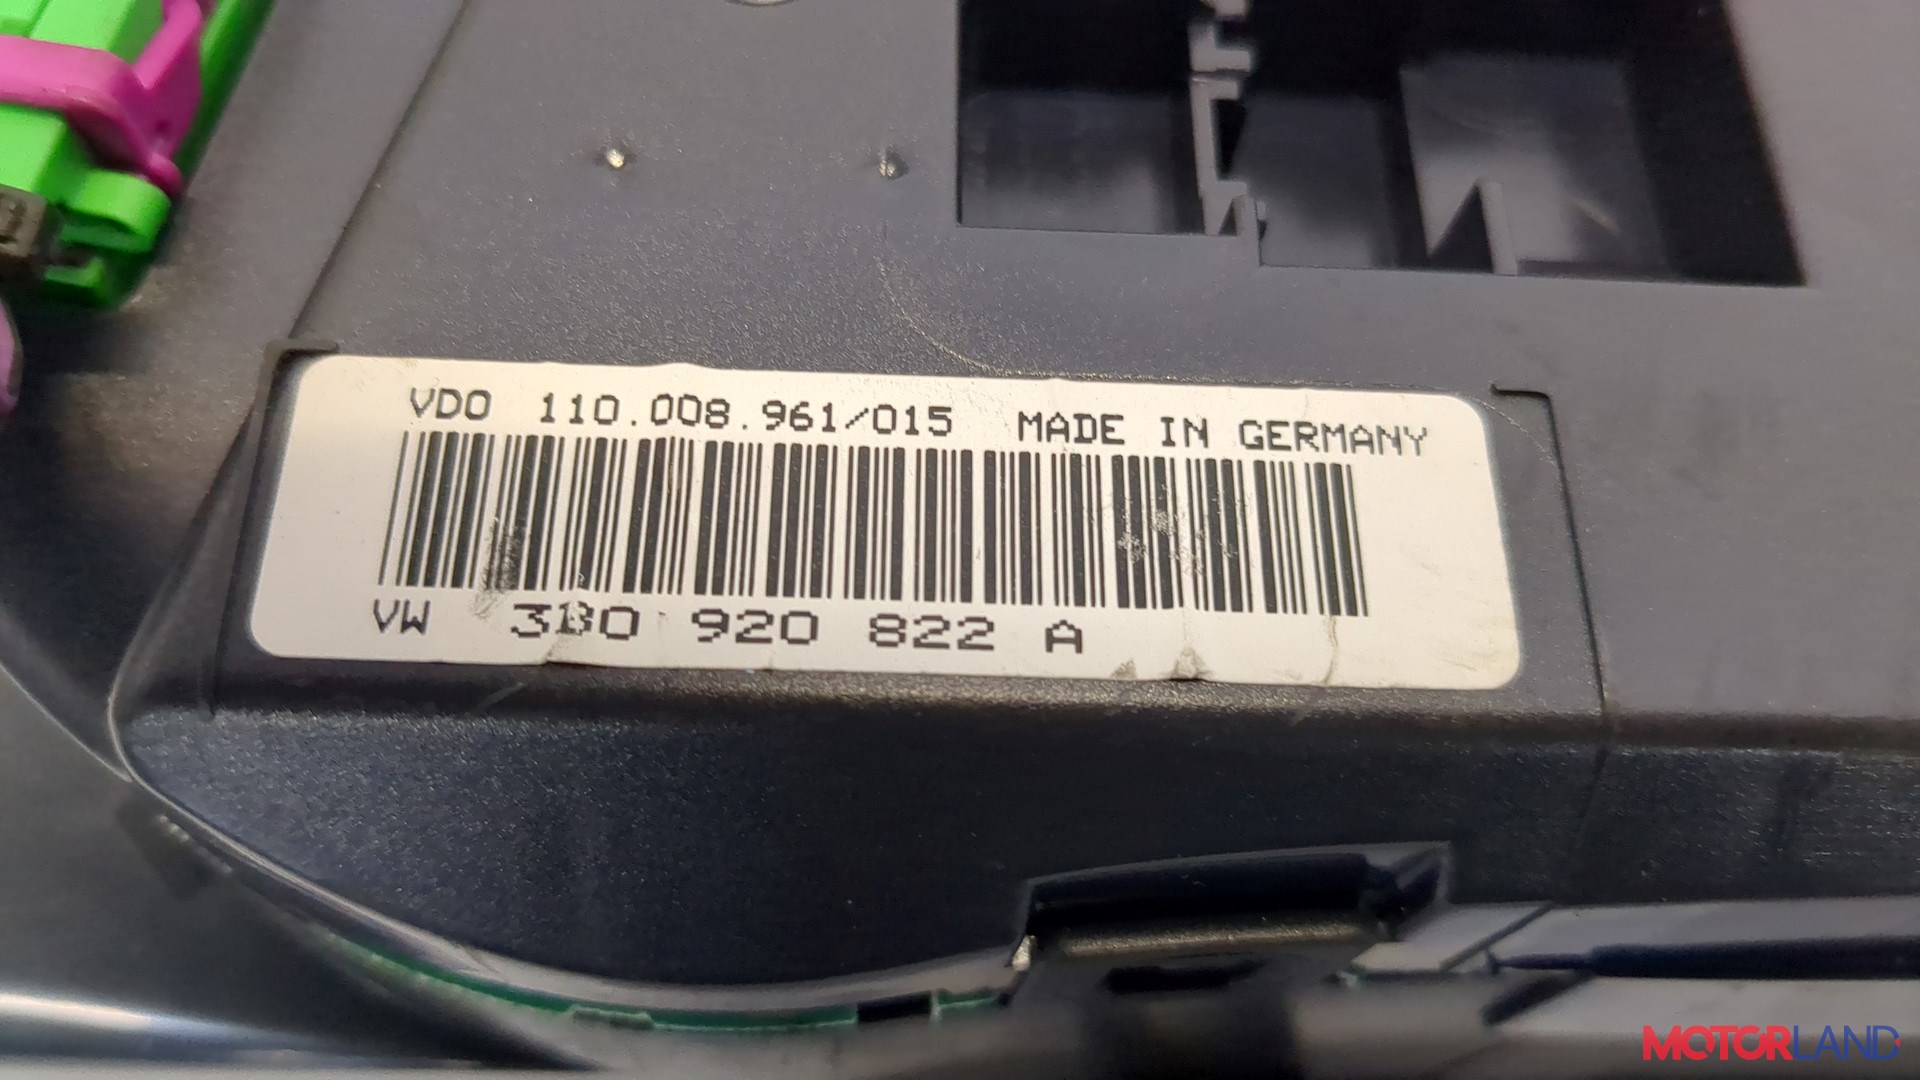 VDO 110.008.961/015 MADE IN GERMANY
VW 3B0 920 822 A
MOTORLAND